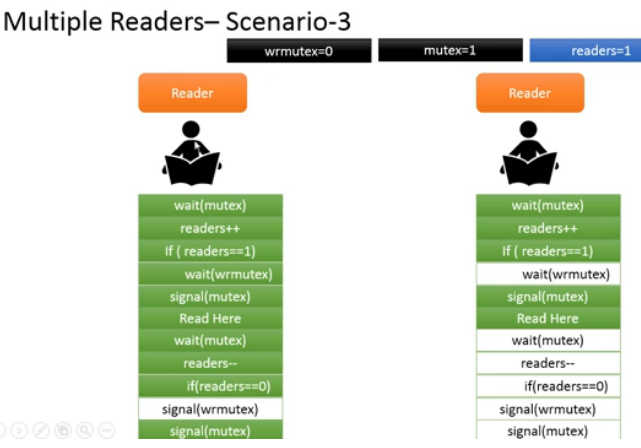 Multiple Readers– Scenario-3
wrmutex=0
mutex=1
readers=1
Reader
wait(mutex)
readers++
If ( readers==1)
wait(wrmutex)
signal(mutex)
Read Here
wait(mutex)
readers--
if(readers==0)
signal(wrmutex)
signal(mutex)
Reader
wait(mutex)
readers++
If ( readers==1)
wait(wrmutex)
signal(mutex)
Read Here
wait(mutex)
readers--
if(readers==0)
signal(wrmutex)
signal(mutex)